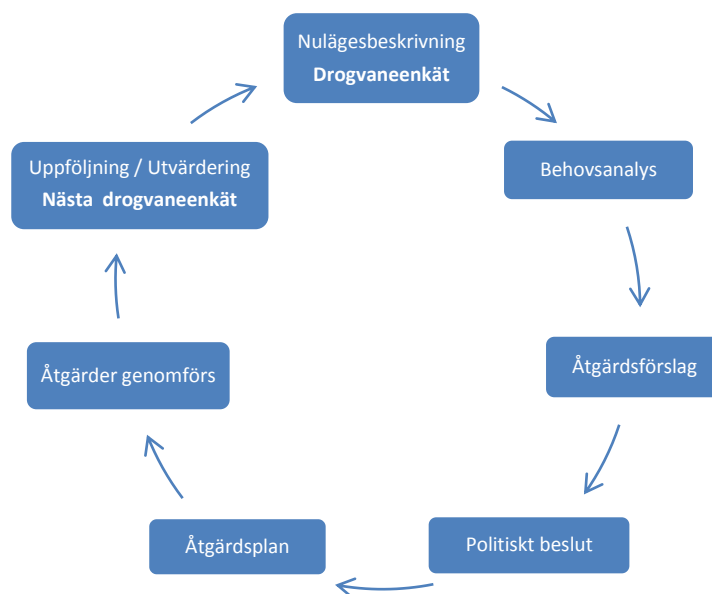 Nulägesbeskrivning
Drogvaneenkät
Behovsanalys
Åtgärdsförslag
Politiskt beslut
Åtgärdsplan
Åtgärder genomförs
Uppföljning / Utvärdering
Nästa drogvaneenkät